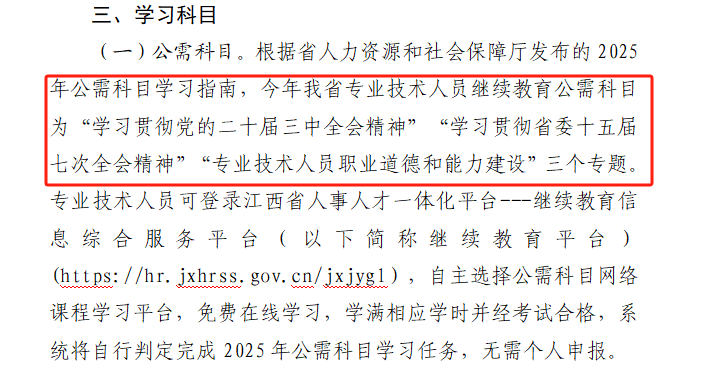 三、学习科目
（一）公需科目。根据省人力资源和社会保障厅发布的 2025
年公需科目学习指南，今年我省专业技术人员继续教育公需科目
为“学习贯彻党的二十届三中全会精神” “学习贯彻省委十五届
七次全会精神”“专业技术人员职业道德和能力建设”三个专题。
专业技术人员可登录江西省人事人才一体化平台---继续教育信
息综合服务平台（以下简称继续教育平台）
(https://hr.jxhrss.gov.cn/jxjygl)，自主选择公需科目网络
课程学习平台，免费在线学习，学满相应学时并经考试合格，系
统将自行判定完成 2025 年公需科目学习任务，无需个人申报。